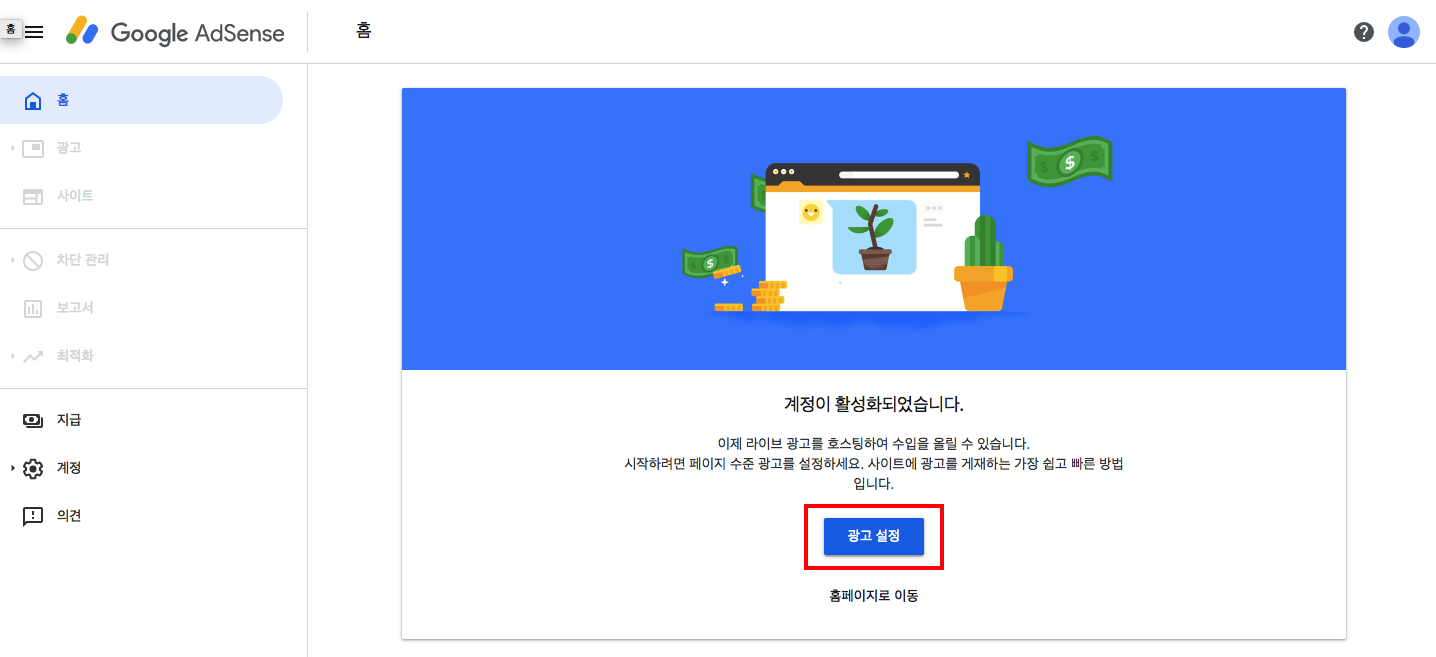 홈
Google AdSense
홈
홈
광고
사이트
차단 관리
보고서
최적화
지급
계정
의견
$ $ $
$ $
계정이 활성화되었습니다.
이제 라이브 광고를 호스팅하여 수입을 올릴 수 있습니다.
시작하려면 페이지 수준 광고를 설정하세요. 사이트에 광고를 게재하는 가장 쉽고 빠른 방법
입니다.
광고 설정
홈페이지로 이동